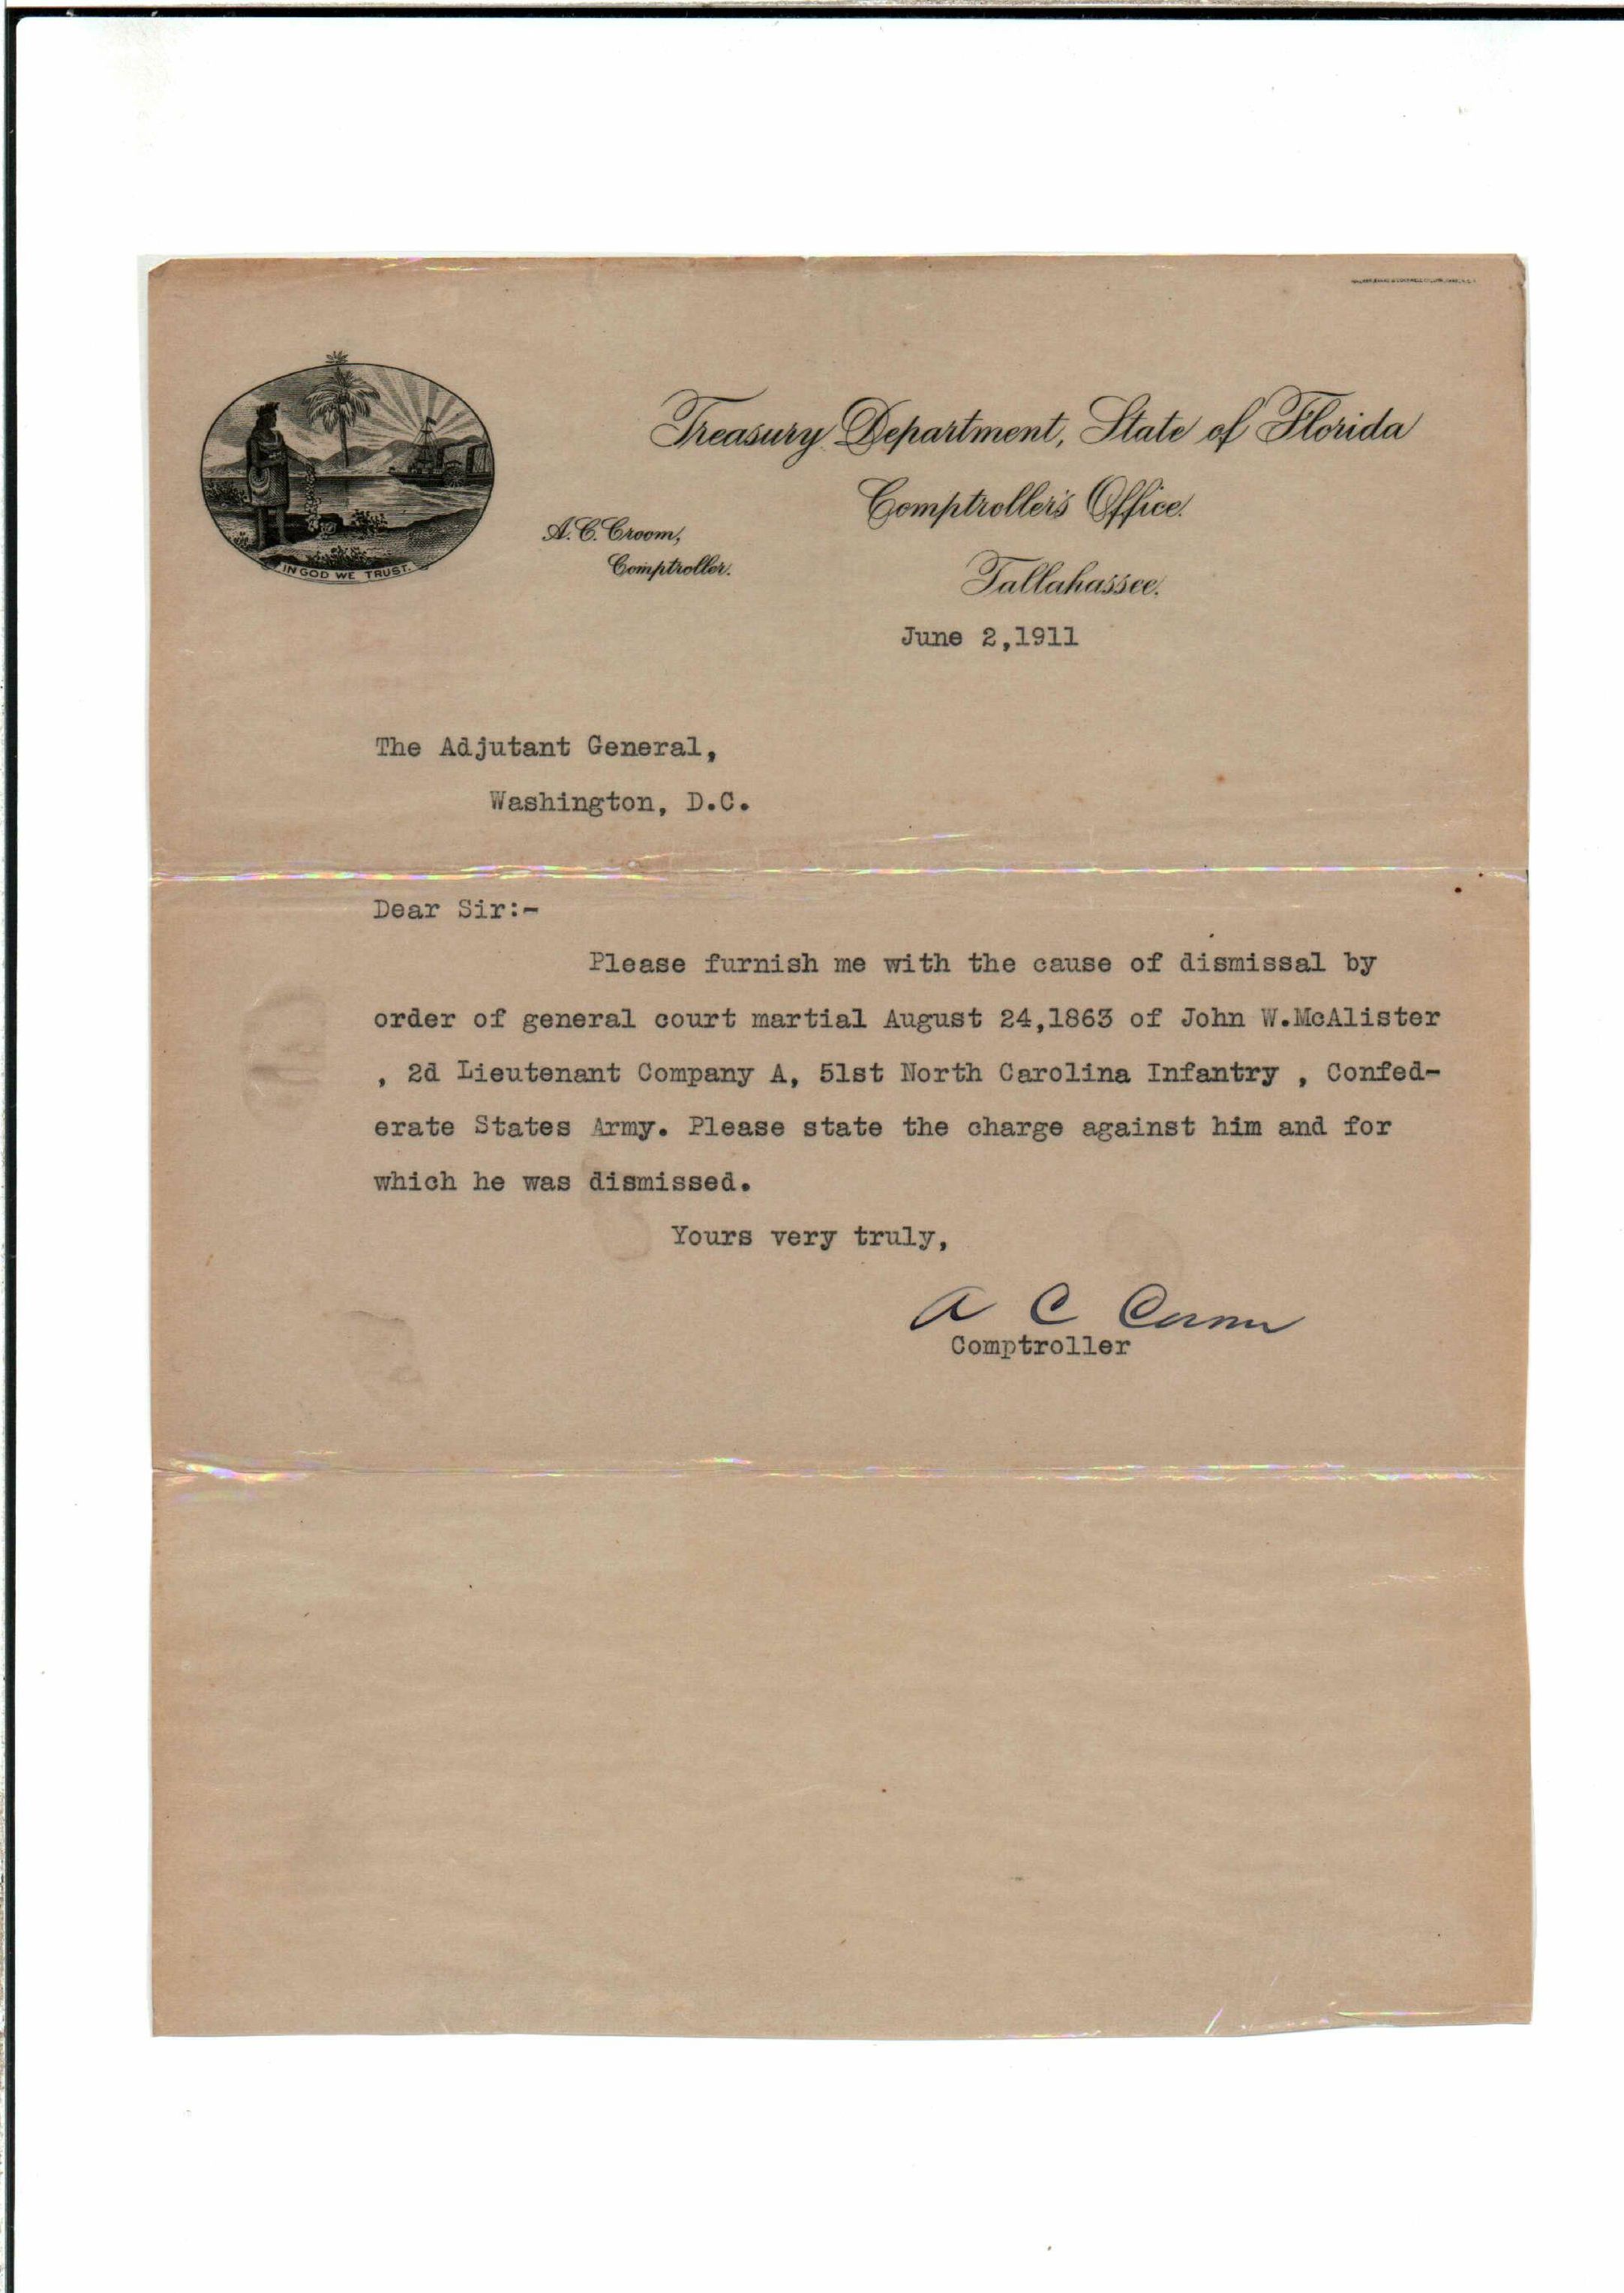 IN GOD WE TRUST.
Treasury Department, State of Florida
Comptroller's Office.
A.C. Croom,
Comptroller.
Tallahassee.
June 2,1911
The Adjutant General,
Washington, D.C.
Dear Sir:-
Please furnish me with the cause of dismissal by
order of general court martial August 24,1863 of John W.McAlister
, 2d Lieutenant Company A, 51st North Carolina Infantry , Confed-
erate States Army. Please state the charge against him and for
which he was dismissed.
Yours very truly,
A C Croom
Comptroller